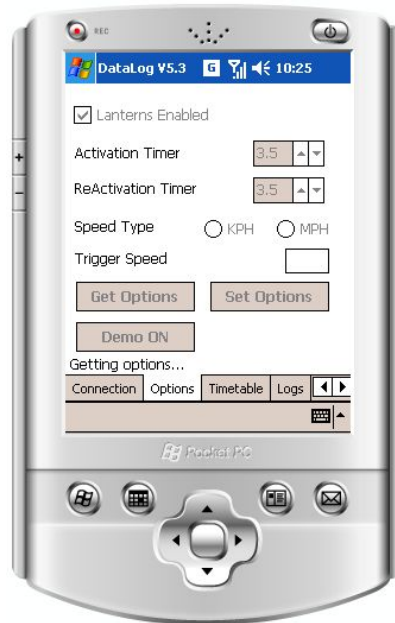 REC
DataLog V5.3 G 10:25
Lanterns Enabled
Activation Timer 3.5
ReActivation Timer 3.5
Speed Type KPH MPH
Trigger Speed
Get Options Set Options
Demo ON
Getting options...
Connection Options Timetable Logs
Pocket PC